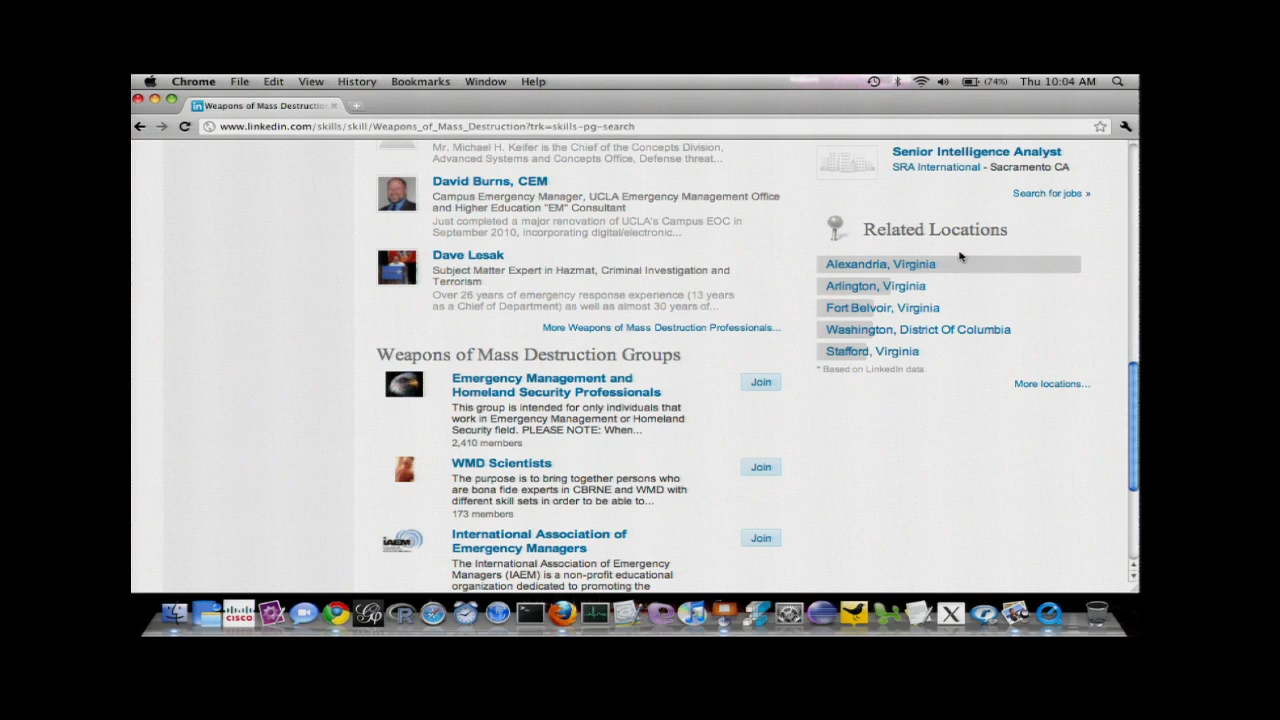 Chrome File Edit View History Bookmarks Window Help (74%) Thu 10:04 AM
Weapons of Mass Destructio
www.linkedin.com/skills/skill/Weapons_of_Mass_Destruction?trk=skills-pg-search
Mr. Michael H. Keifer is the Chief of the Concepts Division,
Advanced Systems and Concepts Office, Defense threat...
David Burns, CEM
Campus Emergency Manager, UCLA Emergency Management Office
and Higher Education "EM" Consultant
Just completed a major renovation of UCLA's Campus EOC in
September 2010, incorporating digital/electronic...
Dave Lesak
Subject Matter Expert in Hazmat, Criminal Investigation and
Terrorism
Over 26 years of emergency response experience (13 years
as a Chief of Department) as well as almost 30 years of...
More Weapons of Mass Destruction Professionals...
Weapons of Mass Destruction Groups
Emergency Management and
Homeland Security Professionals
Join
This group is intended for only individuals that
work in Emergency Management or Homeland
Security field. PLEASE NOTE: When...
2,410 members
WMD Scientists
Join
The purpose is to bring together persons who
are bona fide experts in CBRNE and WMD with
different skill sets in order to be able to...
173 members
IAEM
International Association of
Emergency Managers
Join
The International Association of Emergency
Managers (IAEM) is a non-profit educational
organization dedicated to promoting the
Senior Intelligence Analyst
SRA International - Sacramento CA
Search for jobs »
Related Locations
Alexandria, Virginia
Arlington, Virginia
Fort Belvoir, Virginia
Washington, District Of Columbia
Stafford, Virginia
* Based on LinkedIn data
More locations...
CISCO